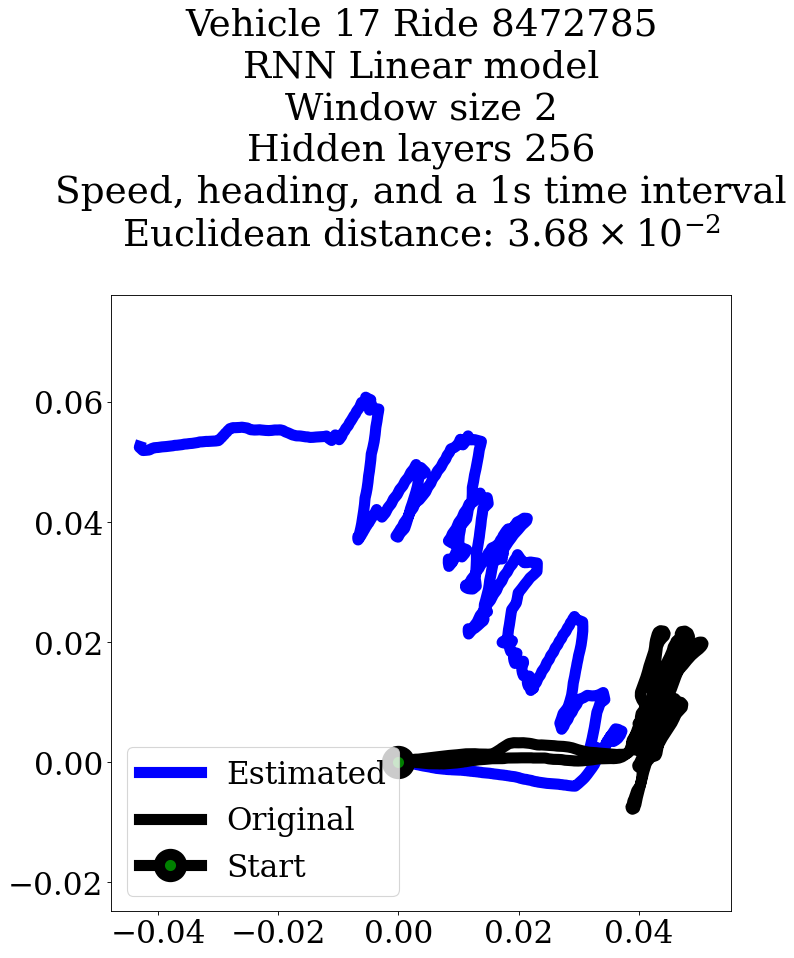 Vehicle 17 Ride 8472785
RNN Linear model
Window size 2
Hidden layers 256
Speed, heading, and a 1s time interval
Euclidean distance: 3.68 × 10⁻²
0.06
0.04
0.02
0.00
−0.02
Estimated
Original
Start
−0.04 −0.02 0.00 0.02 0.04